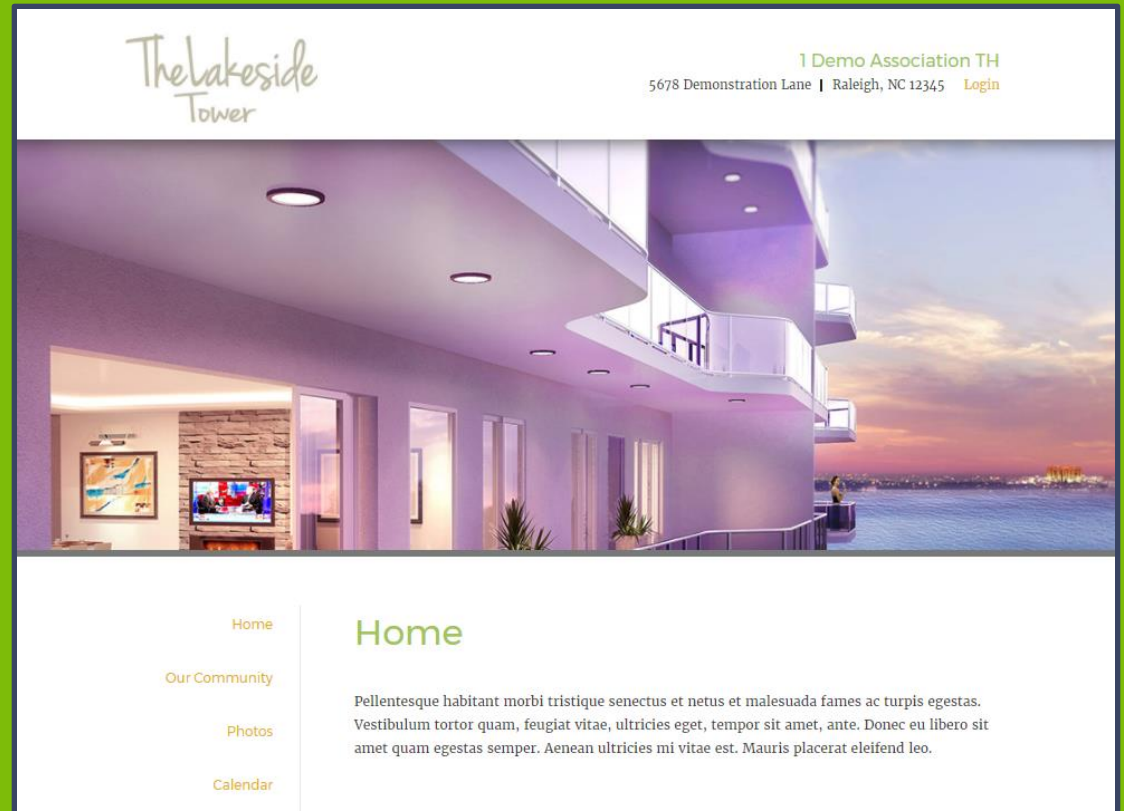 The Lakeside
Tower
1 Demo Association TH
5678 Demonstration Lane | Raleigh, NC 12345 Login
Home
Our Community
Photos
Calendar
Home
Pellentesque habitant morbi tristique senectus et netus et malesuada fames ac turpis egestas.
Vestibulum tortor quam, feugiat vitae, ultricies eget, tempor sit amet, ante. Donec eu libero sit
amet quam egestas semper. Aenean ultricies mi vitae est. Mauris placerat eleifend leo.